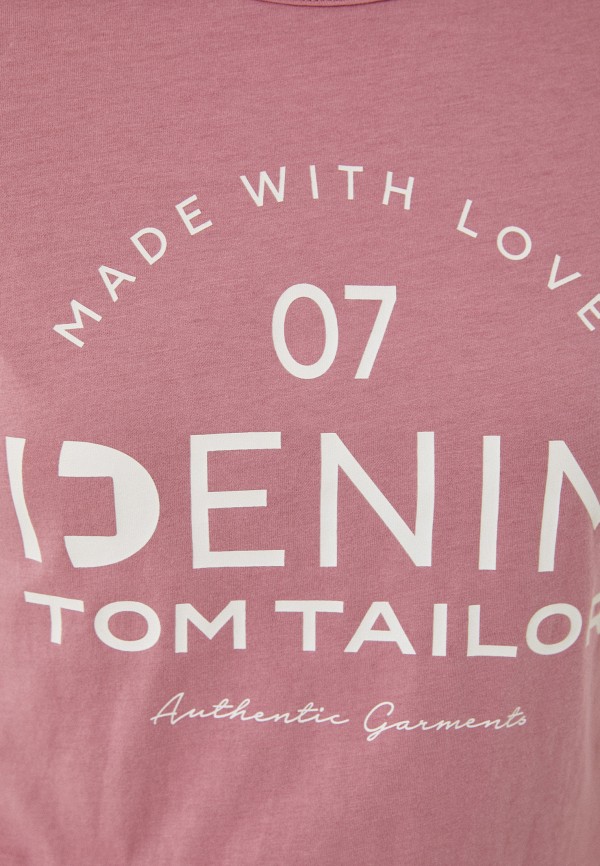 MADE WITH LOVE
07
DENIM
TOM TAILOR
Authentic Garments